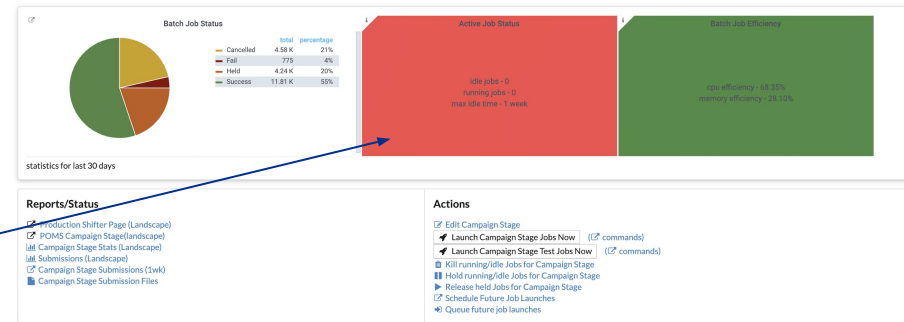 Batch Job Status
total percentage
Cancelled 4.58 K 21%
Fail 775 4%
Held 4.24 K 20%
Success 11.81 K 55%
statistics for last 30 days
Active Job Status
idle jobs - 0
running jobs - 0
max idle time - 1 week
Batch Job Efficiency
cpu efficiency - 68.35%
memory efficiency - 28.10%
Reports/Status
Production Shifter Page (Landscape)
POMS Campaign Stage(landscape)
Campaign Stage Stats (Landscape)
Submissions (Landscape)
Campaign Stage Submissions (1wk)
Campaign Stage Submission Files
Actions
Edit Campaign Stage
Launch Campaign Stage Jobs Now ( commands)
Launch Campaign Stage Test Jobs Now ( commands)
Kill running/idle Jobs for Campaign Stage
Hold running/idle Jobs for Campaign Stage
Release held Jobs for Campaign Stage
Schedule Future Job Launches
Queue future job launches